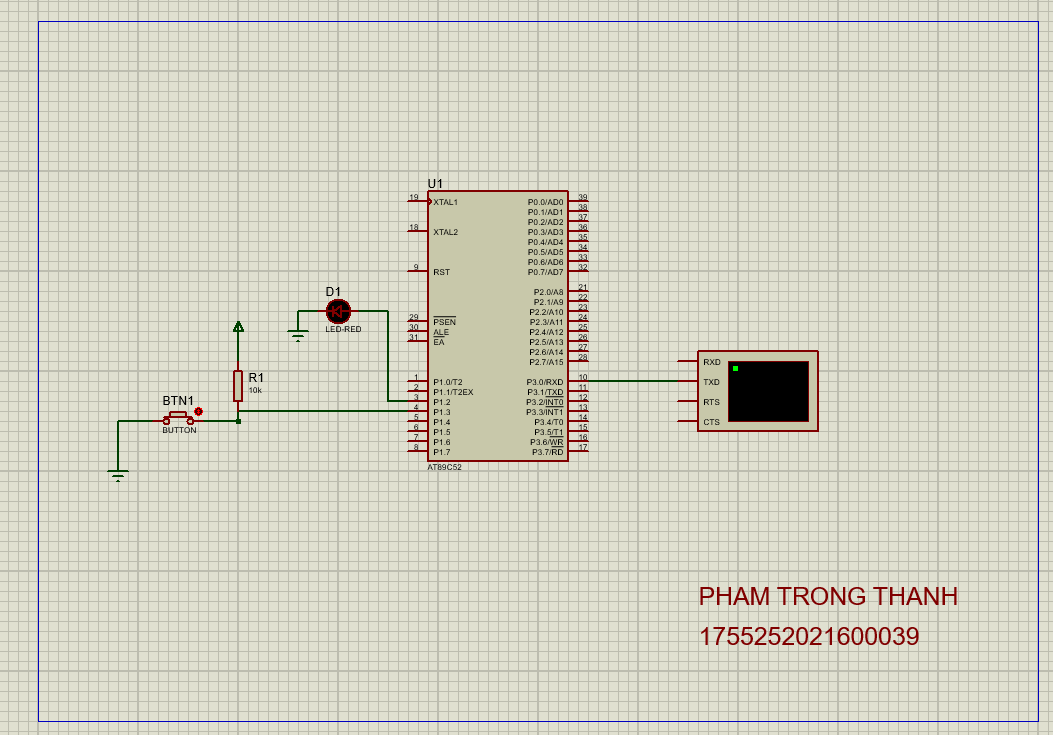 U1
19 XTAL1
18 XTAL2
9 RST
29 PSEN
30 ALE
31 EA
1 P1.0/T2
2 P1.1/T2EX
3 P1.2
4 P1.3
5 P1.4
6 P1.5
7 P1.6
8 P1.7
P0.0/AD0 39
P0.1/AD1 38
P0.2/AD2 37
P0.3/AD3 36
P0.4/AD4 35
P0.5/AD5 34
P0.6/AD6 33
P0.7/AD7 32
P2.0/A8 21
P2.1/A9 22
P2.2/A10 23
P2.3/A11 24
P2.4/A12 25
P2.5/A13 26
P2.6/A14 27
P2.7/A15 28
P3.0/RXD 10
P3.1/TXD 11
P3.2/INT0 12
P3.3/INT1 13
P3.4/T0 14
P3.5/T1 15
P3.6/WR 16
P3.7/RD 17
AT89C52
D1
LED-RED
R1
10k
BTN1
BUTTON
RXD
TXD
RTS
CTS
PHAM TRONG THANH
1755252021600039